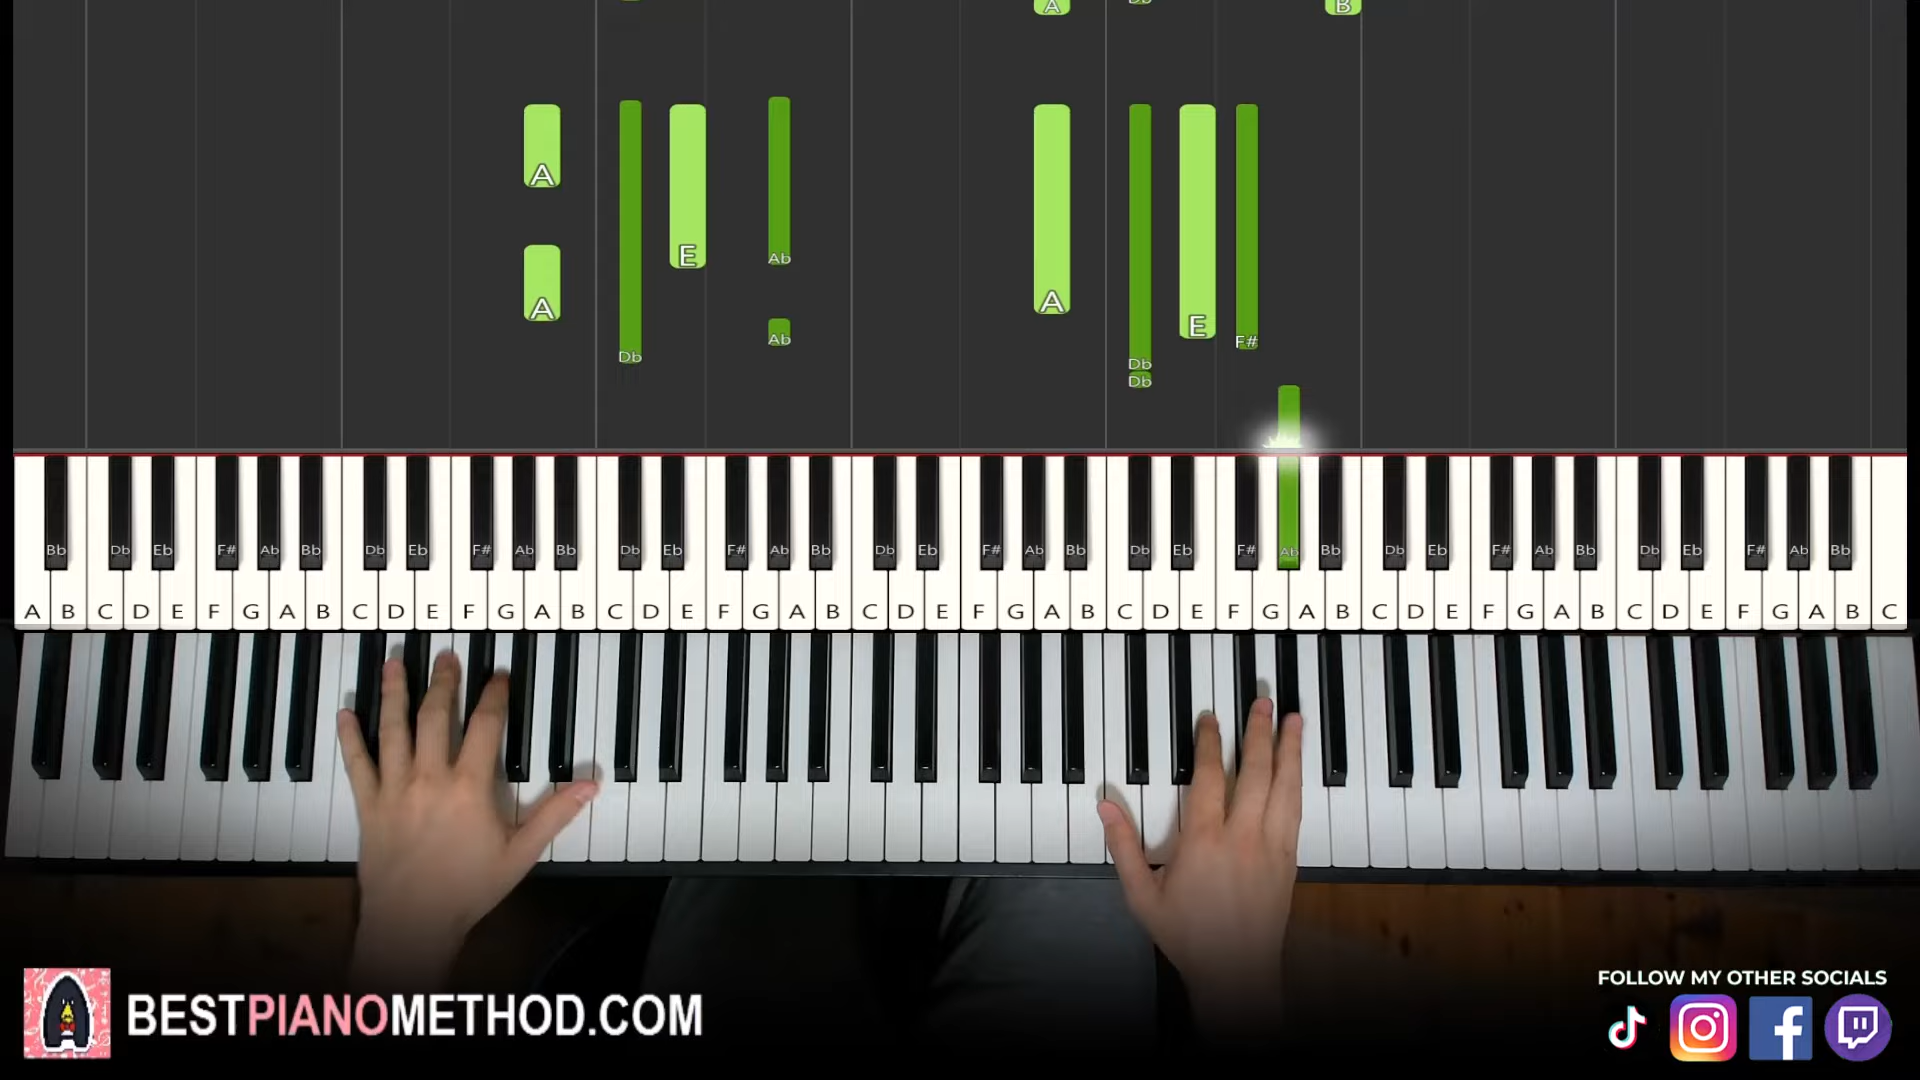 A Db B
A Ab
E Ab
A Ab A
Db E F#
Db
Db
Bb Db Eb F# Ab Bb Db Eb F# Ab Bb Db Eb F# Ab Bb Db Eb F# Ab Bb Db Eb F# Ab Bb Db Eb F# Ab Bb Db Eb F# Ab Bb
A B C D E F G A B C D E F G A B C D E F G A B C D E F G A B C D E F G A B C D E F G A B C D E F G A B C
FOLLOW MY OTHER SOCIALS
BESTPIANOMETHOD.COM